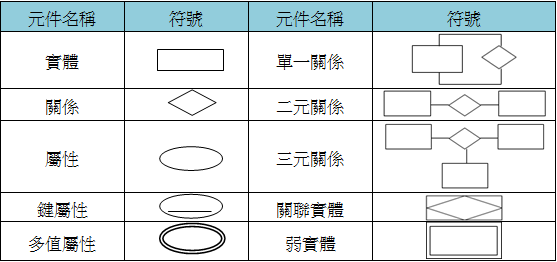 元件名稱 符號 元件名稱 符號
實體 單一關係
關係 二元關係
屬性 三元關係
鍵屬性 關聯實體
多值屬性 弱實體